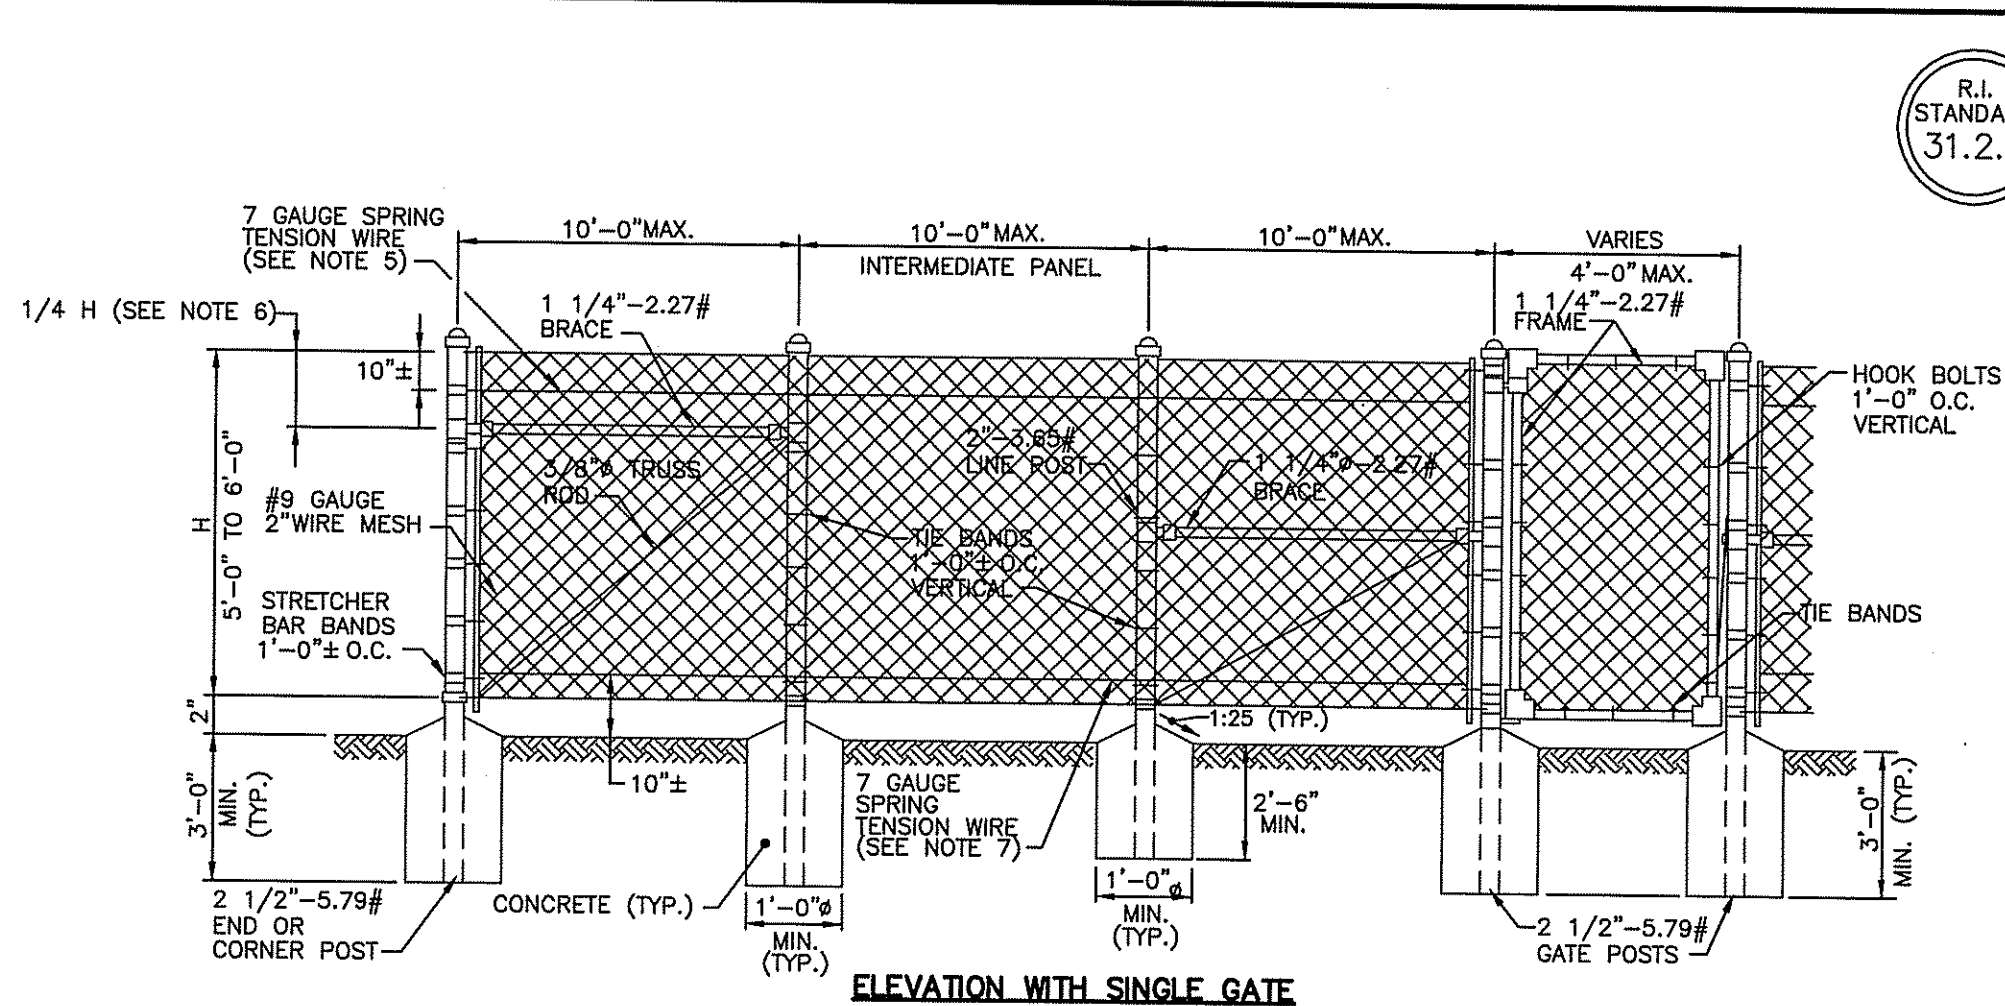 R.I.
31.2.
7 GAUGE SPRING
TENSION WIRE
(SEE NOTE 5)
10'-0"MAX.
10'-0"MAX.
INTERMEDIATE PANEL
10'-0"MAX.
VARIES
4'-0"MAX.
1/4 H (SEE NOTE 6)
10"±
1 1/4"-2.27#
BRACE
1 1/4"-2.27#
FRAME
HOOK BOLTS
1'-0" O.C.
VERTICAL
H
5'-0" TO 6'-0"
#9 GAUGE
2"WIRE MESH
3/8"ø TRUSS
ROD
2"-3.65#
LINE POST
1 1/4"ø-2.27#
BRACE
TIE BANDS
1'-0"± O.C.
VERTICAL
STRETCHER
BAR BANDS
1'-0"± O.C.
TIE BANDS
2"
3'-0"
MIN.
(TYP.)
1:25 (TYP.)
10"±
7 GAUGE
SPRING
TENSION WIRE
(SEE NOTE 7)
2'-6"
MIN.
3'-0"
MIN. (TYP.)
2 1/2"-5.79#
END OR
CORNER POST
CONCRETE (TYP.)
1'-0"ø
MIN.
(TYP.)
1'-0"ø
MIN.
(TYP.)
2 1/2"-5.79#
GATE POSTS
ELEVATION WITH SINGLE GATE